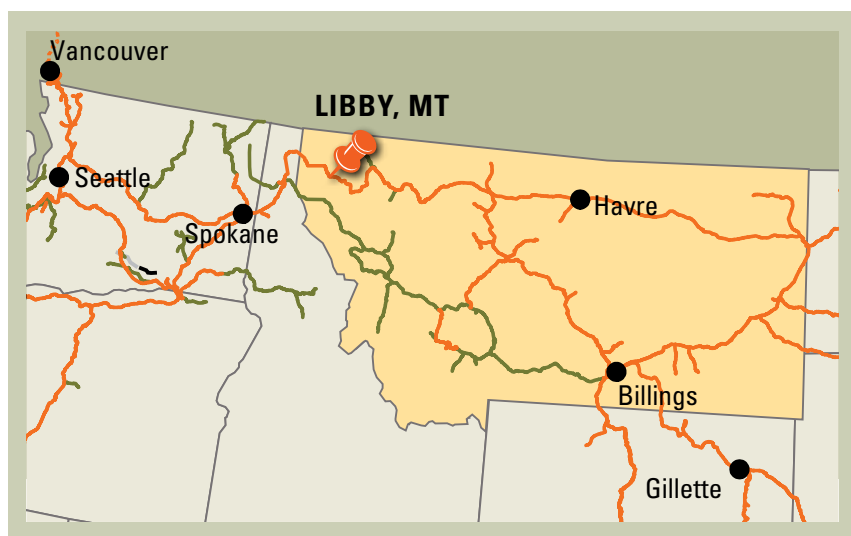 Vancouver
LIBBY, MT
Seattle
Havre
Spokane
Billings
Gillette